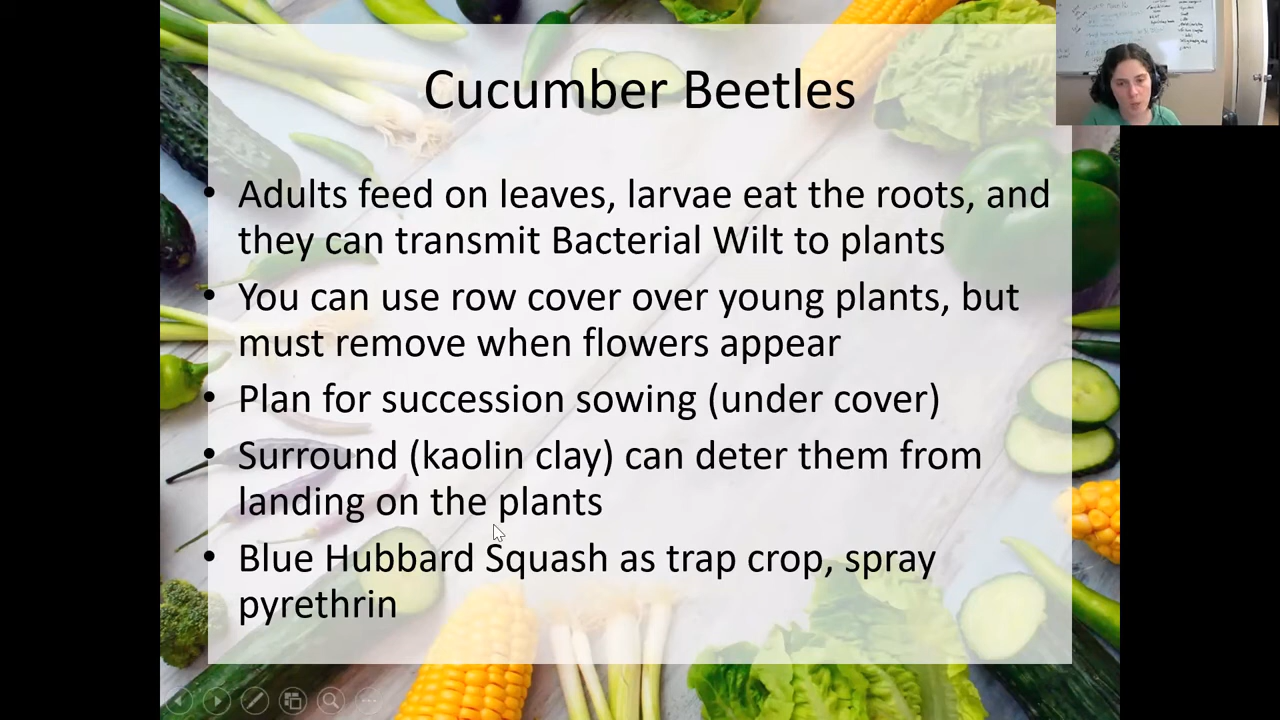 Cucumber Beetles
• Adults feed on leaves, larvae eat the roots, and
they can transmit Bacterial Wilt to plants
• You can use row cover over young plants, but
must remove when flowers appear
• Plan for succession sowing (under cover)
• Surround (kaolin clay) can deter them from
landing on the plants
• Blue Hubbard Squash as trap crop, spray
pyrethrin